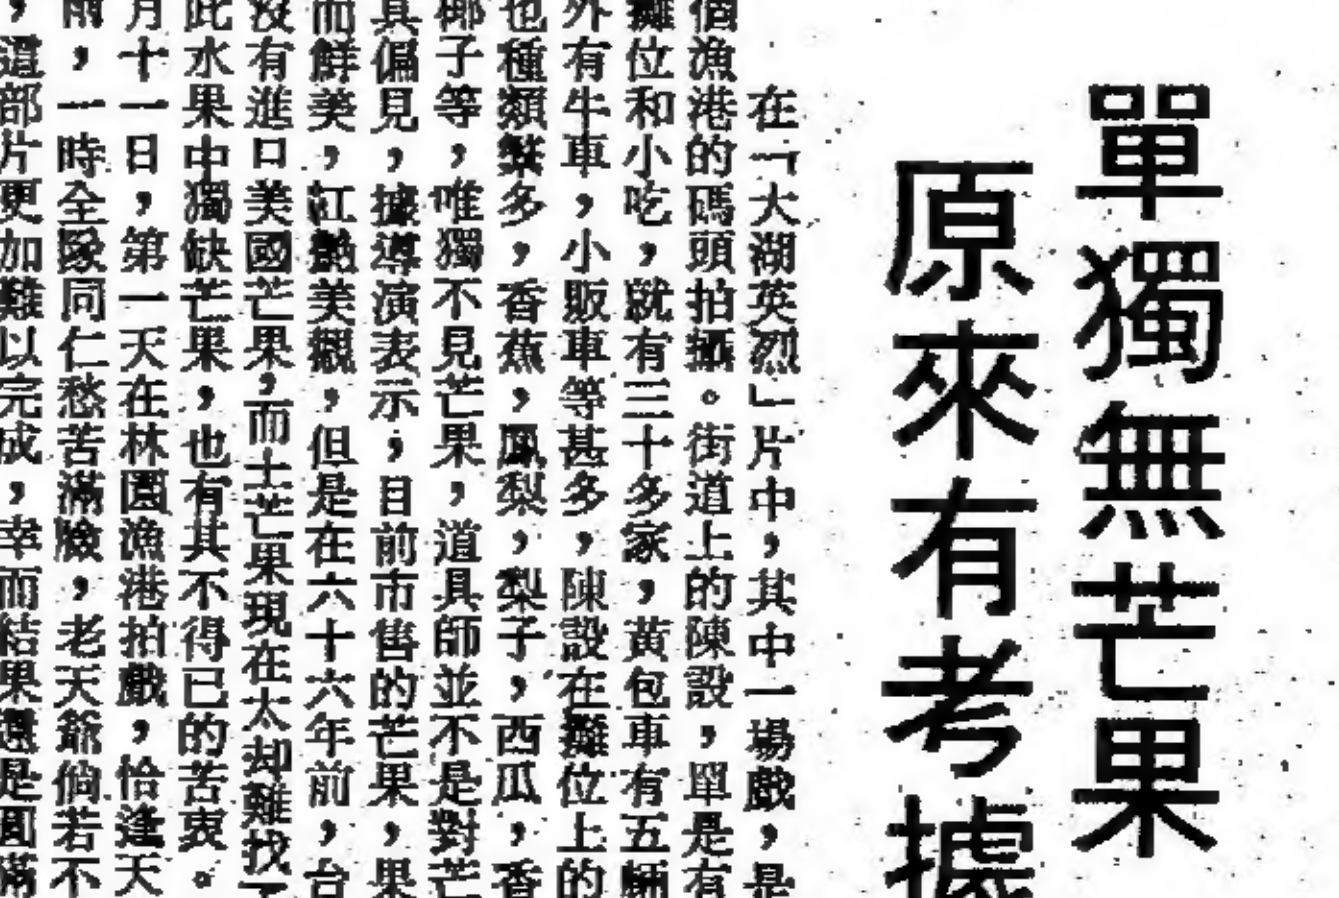 單獨無芒果
原來有考據
在「大湖英烈」片中，其中一場戲，是
個漁港的碼頭拍攝。街道上的陳設，單是有
攤位和小吃，就有三十多家，黃包車有五輛
外有牛車，小販車等甚多，陳設在攤位上的
也種類繁多，香蕉，鳳梨，梨子，西瓜，香
椰子等，唯獨不見芒果，道具師並不是對芒
具偏見，據導演表示，目前市售的芒果，果
而鮮美，紅艷美觀，但是在六十六年前，台
沒有進口美國芒果，而土芒果現在太却難找了
此水果中獨缺芒果，也有其不得已的苦衷。
月十一日，第一天在林園漁港拍戲，恰逢天
雨，一時全隊同仁愁苦滿臉，老天爺倘若不
，這部片更加難以完成，幸而結果還是圓滿